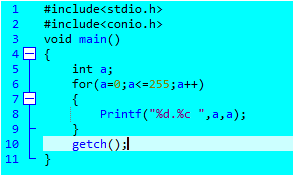 1 #include<stdio.h>
2 #include<conio.h>
3 void main()
4 {
5 int a;
6 for(a=0;a<=255;a++)
7 {
8 Printf("%d.%c ",a,a);
9 }
10 getch();
11 }